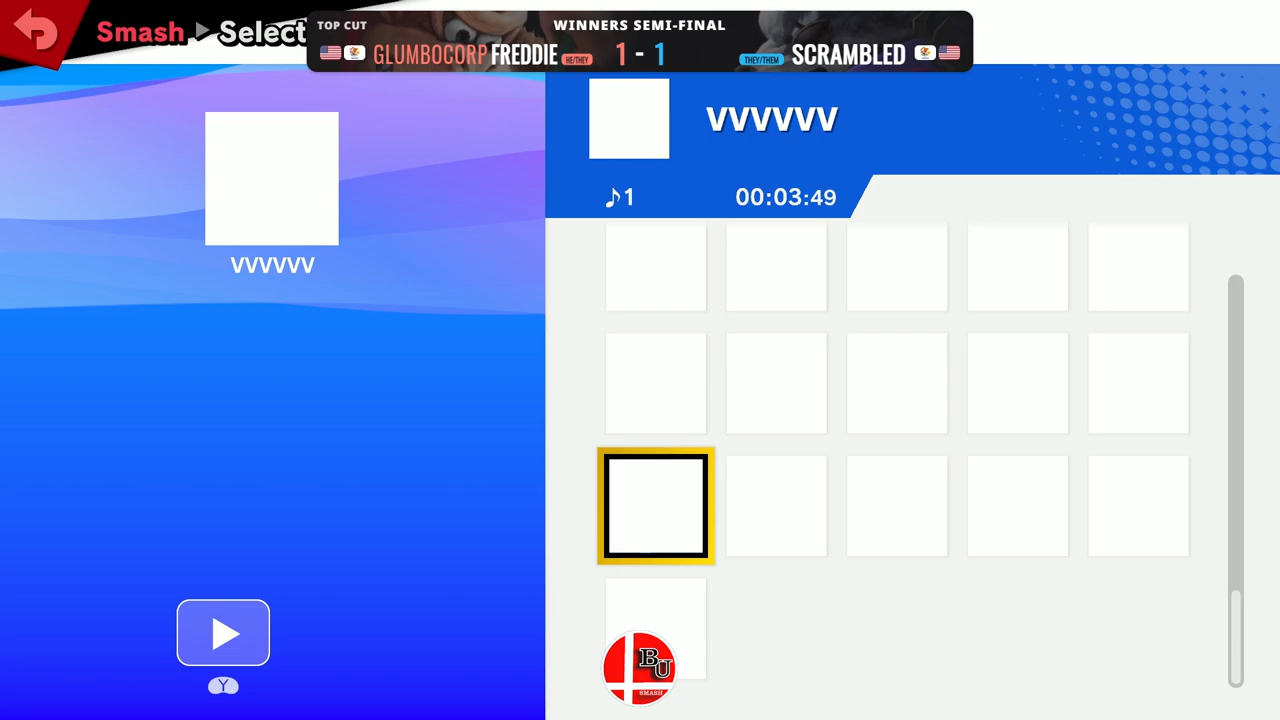 Smash Select
TOP CUT
WINNERS SEMI-FINAL
GLUMBOCORP FREDDIE HE/THEY 1 - 1 THEY/THEM SCRAMBLED
VVVVVV
♪1 00:03:49
VVVVVV
Y
BU
SMASH